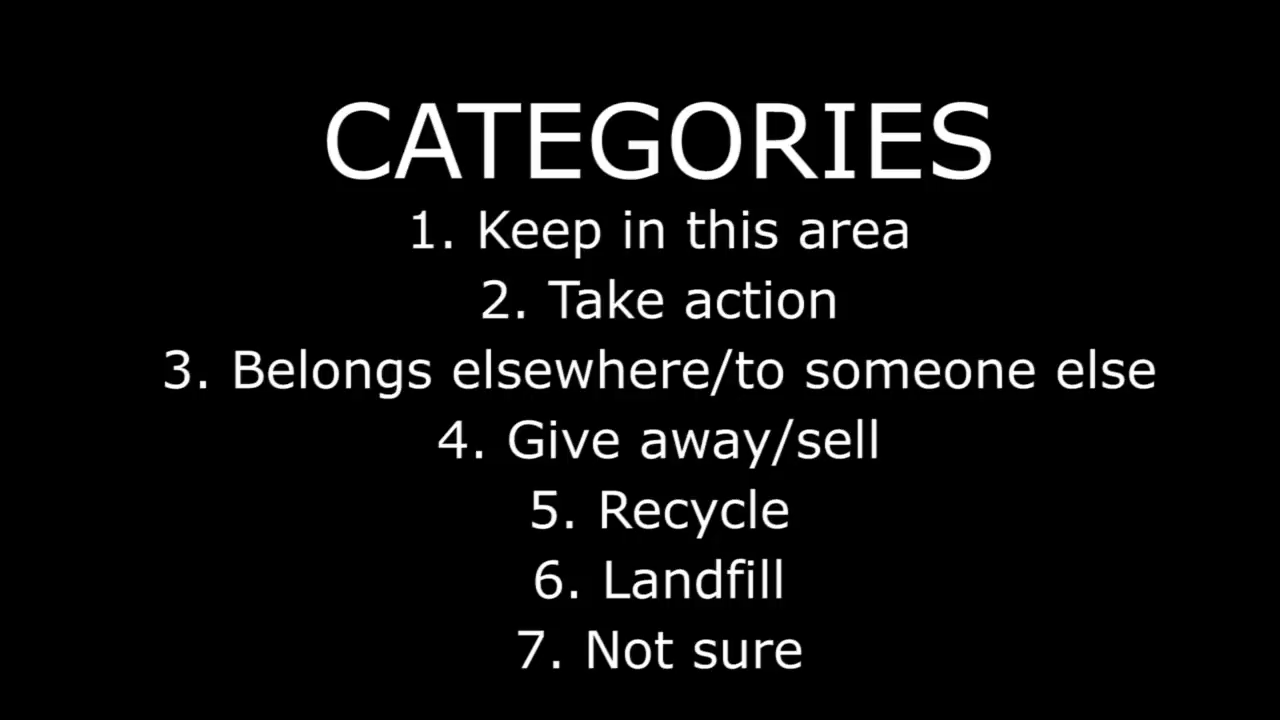 CATEGORIES
1. Keep in this area
2. Take action
3. Belongs elsewhere/to someone else
4. Give away/sell
5. Recycle
6. Landfill
7. Not sure